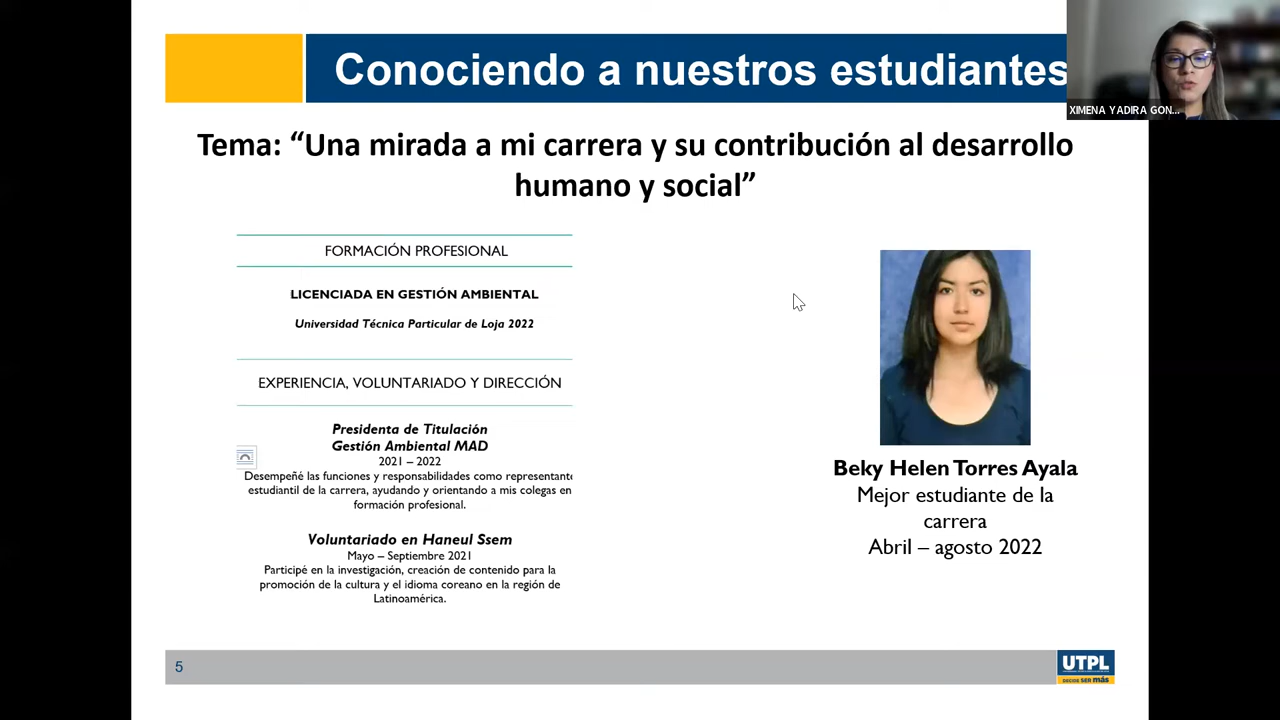 Conociendo a nuestros estudiantes
XIMENA YADIRA GON...
Tema: “Una mirada a mi carrera y su contribución al desarrollo
humano y social”
FORMACIÓN PROFESIONAL
LICENCIADA EN GESTIÓN AMBIENTAL
Universidad Técnica Particular de Loja 2022
EXPERIENCIA, VOLUNTARIADO Y DIRECCIÓN
Presidenta de Titulación
Gestión Ambiental MAD
2021 – 2022
Desempeñé las funciones y responsabilidades como representante
estudiantil de la carrera, ayudando y orientando a mis colegas en
formación profesional.
Voluntariado en Haneul Ssem
Mayo – Septiembre 2021
Participé en la investigación, creación de contenido para la
promoción de la cultura y el idioma coreano en la región de
Latinoamérica.
Beky Helen Torres Ayala
Mejor estudiante de la
carrera
Abril – agosto 2022
5
UTPL
DECIDE SER más